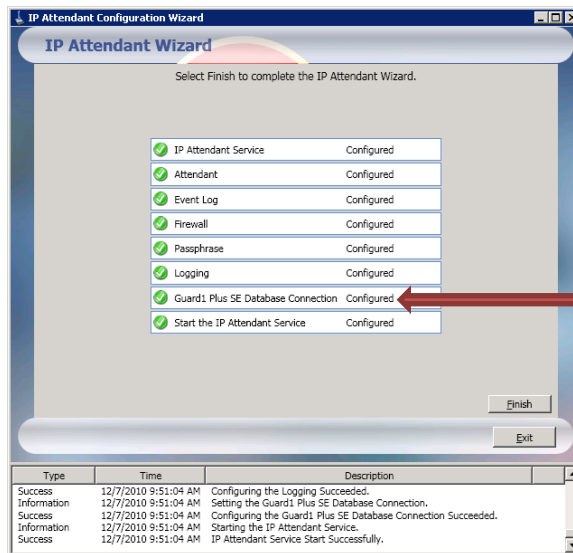 IP Attendant Configuration Wizard
IP Attendant Wizard
Select Finish to complete the IP Attendant Wizard.
IP Attendant Service Configured
Attendant Configured
Event Log Configured
Firewall Configured
Passphrase Configured
Logging Configured
Guard1 Plus SE Database Connection Configured
Start the IP Attendant Service Configured
Finish
Exit
Type Time Description
Success 12/7/2010 9:51:04 AM Configuring the Logging Succeeded.
Information 12/7/2010 9:51:04 AM Setting the Guard1 Plus SE Database Connection.
Success 12/7/2010 9:51:04 AM Configuring the Guard1 Plus SE Database Connection Succeeded.
Information 12/7/2010 9:51:04 AM Starting the IP Attendant Service.
Success 12/7/2010 9:51:04 AM IP Attendant Service Start Successfully.